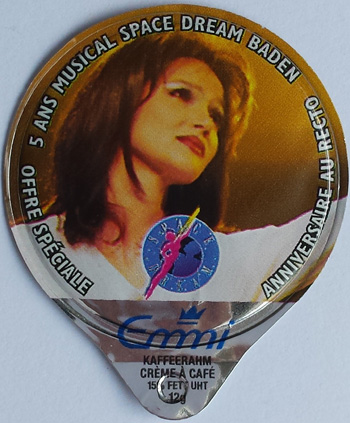 OFFRE SPÉCIALE
5 ANS MUSICAL SPACE DREAM BADEN
ANNIVERSAIRE AU RECTO
SPACE
DREAM
Emmi
KAFFEERAHM
CRÈME À CAFÉ
15% FETT UHT
12g